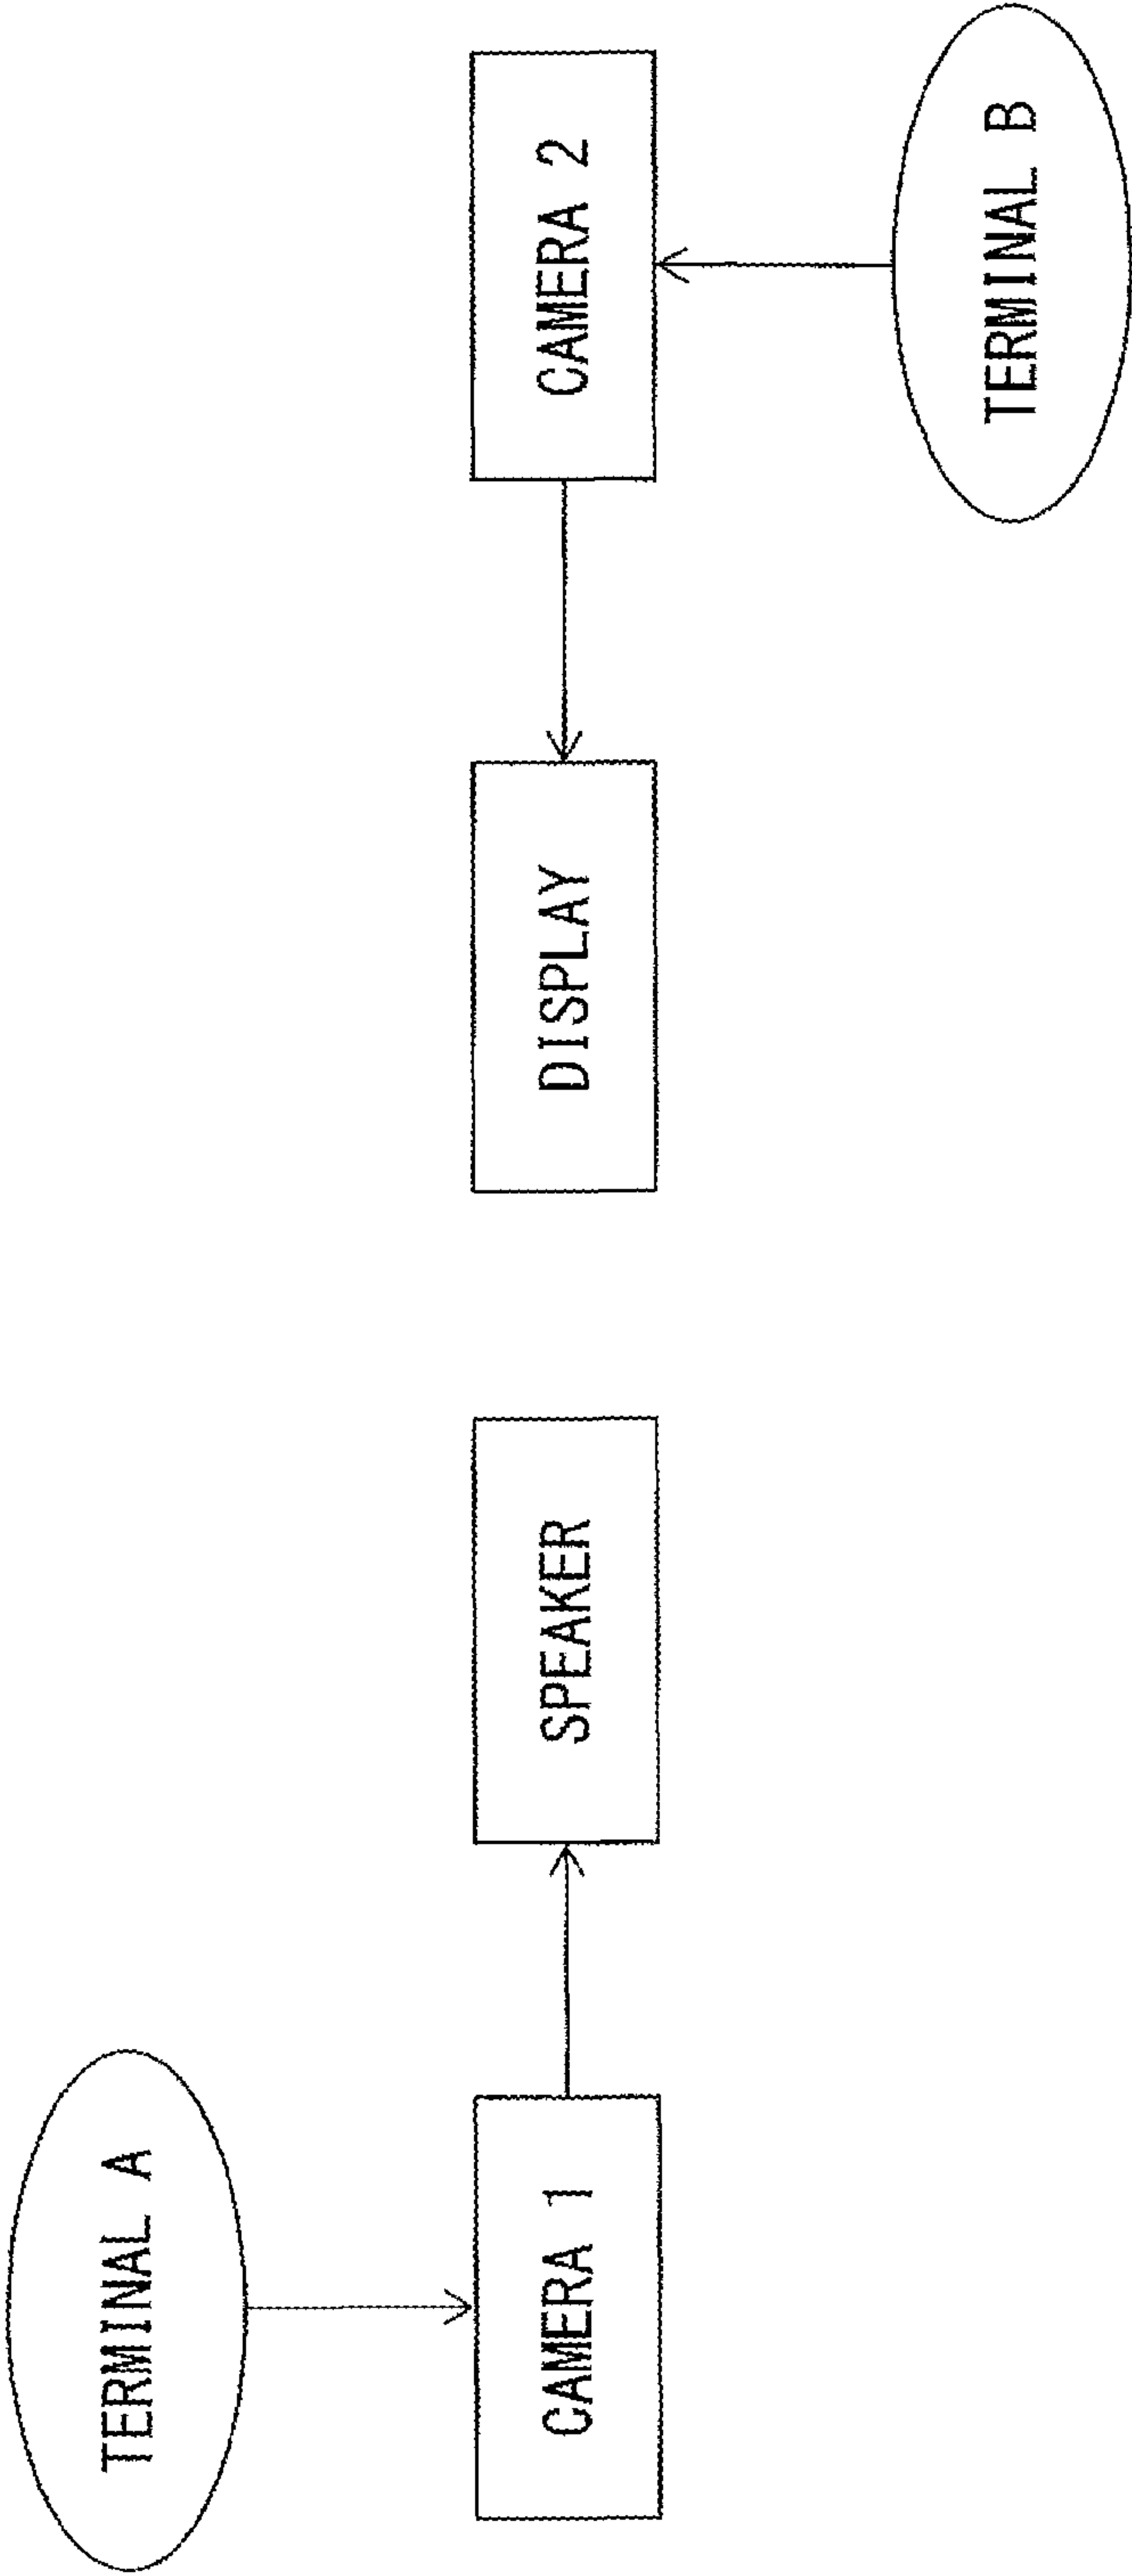 TERMINAL A
CAMERA 1
SPEAKER
DISPLAY
CAMERA 2
TERMINAL B